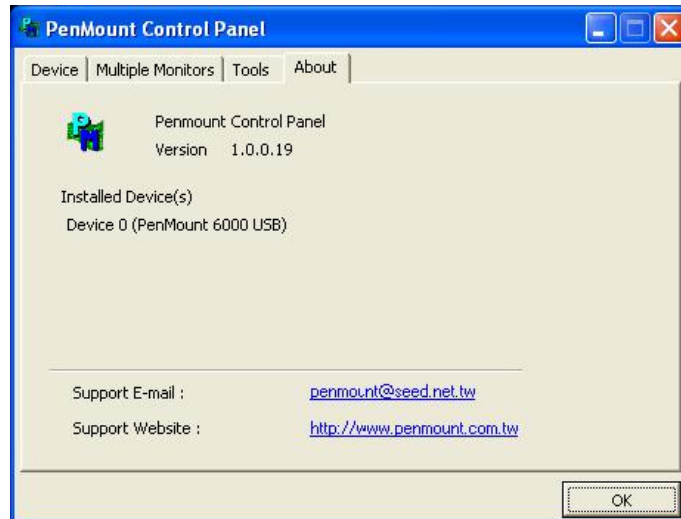 PenMount Control Panel
Device Multiple Monitors Tools About
Penmount Control Panel
Version 1.0.0.19
Installed Device(s)
Device 0 (PenMount 6000 USB)
Support E-mail : penmount@seed.net.tw
Support Website : http://www.penmount.com.tw
OK